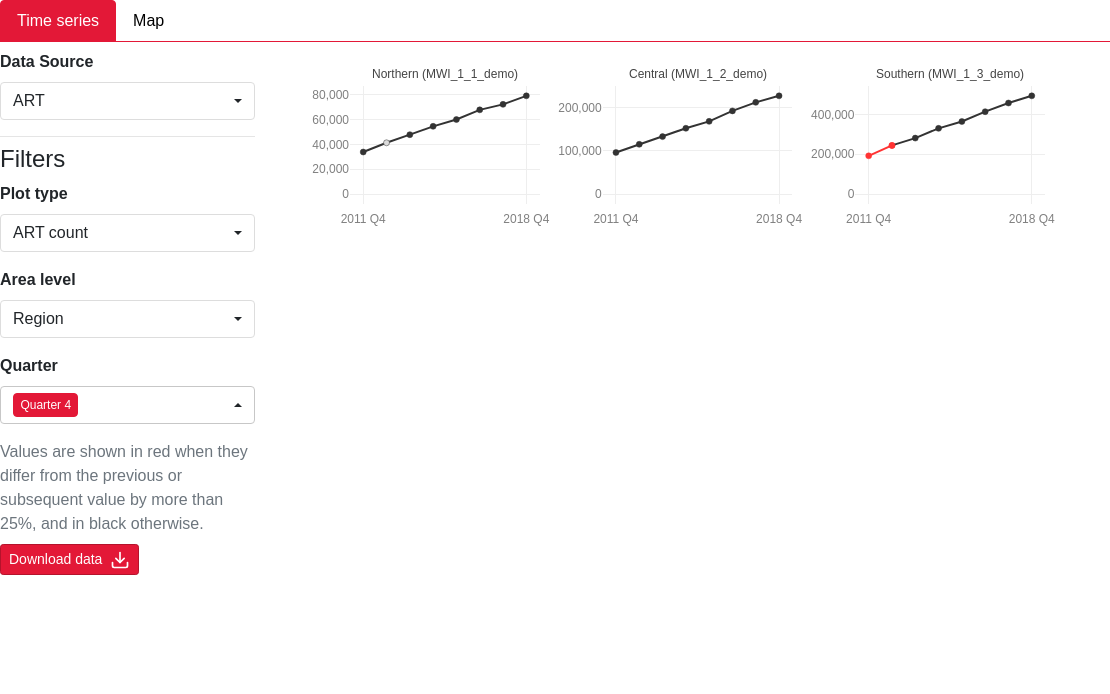 Time series
Map
Data Source
ART
Filters
Plot type
ART count
Area level
Region
Quarter
Quarter 4
Values are shown in red when they
differ from the previous or
subsequent value by more than
25%, and in black otherwise.
Download data
Northern (MWI_1_1_demo)
80,000
60,000
40,000
20,000
0
2011 Q4
2018 Q4
Central (MWI_1_2_demo)
200,000
100,000
0
2011 Q4
2018 Q4
Southern (MWI_1_3_demo)
400,000
200,000
0
2011 Q4
2018 Q4